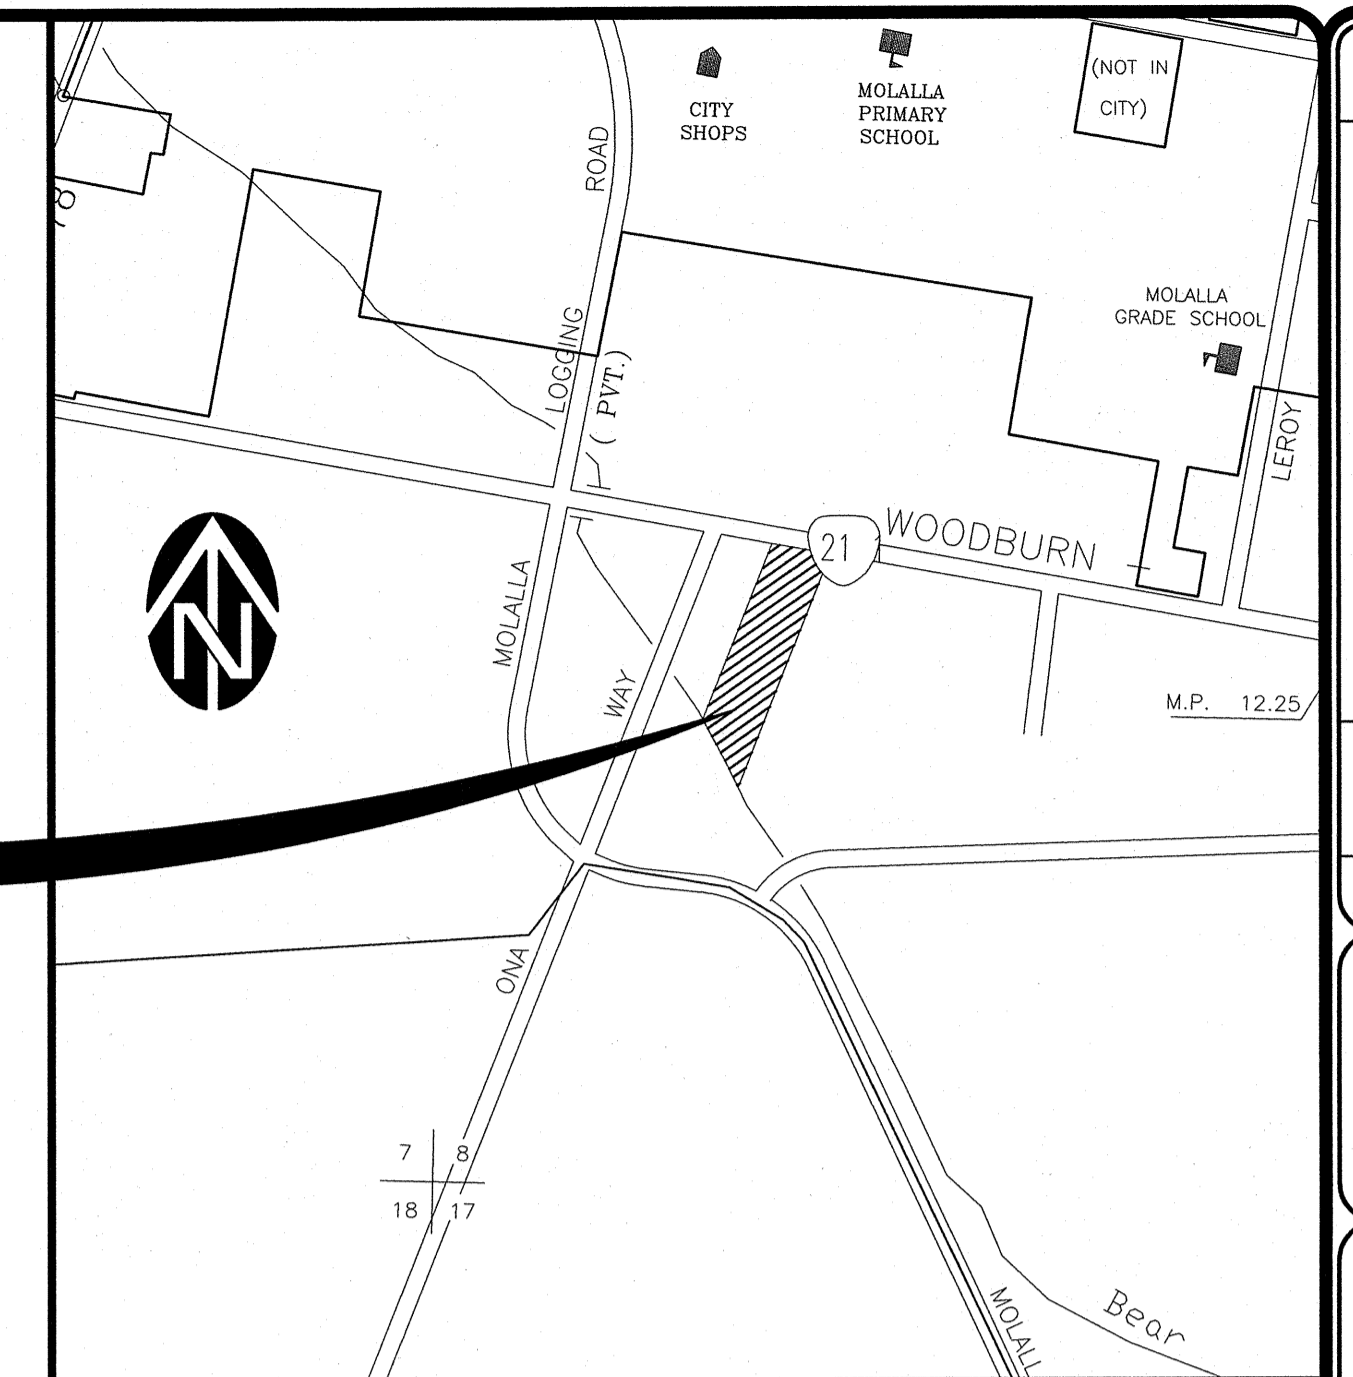 (NOT IN
CITY)
CITY
SHOPS
MOLALLA
PRIMARY
SCHOOL
ROAD
8
MOLALLA
GRADE SCHOOL
LOGGING
( PVT.)
LEROY
21
WOODBURN
N
MOLALLA
WAY
M.P. 12.25
ONA
7 8
18 17
MOLALL
Bear